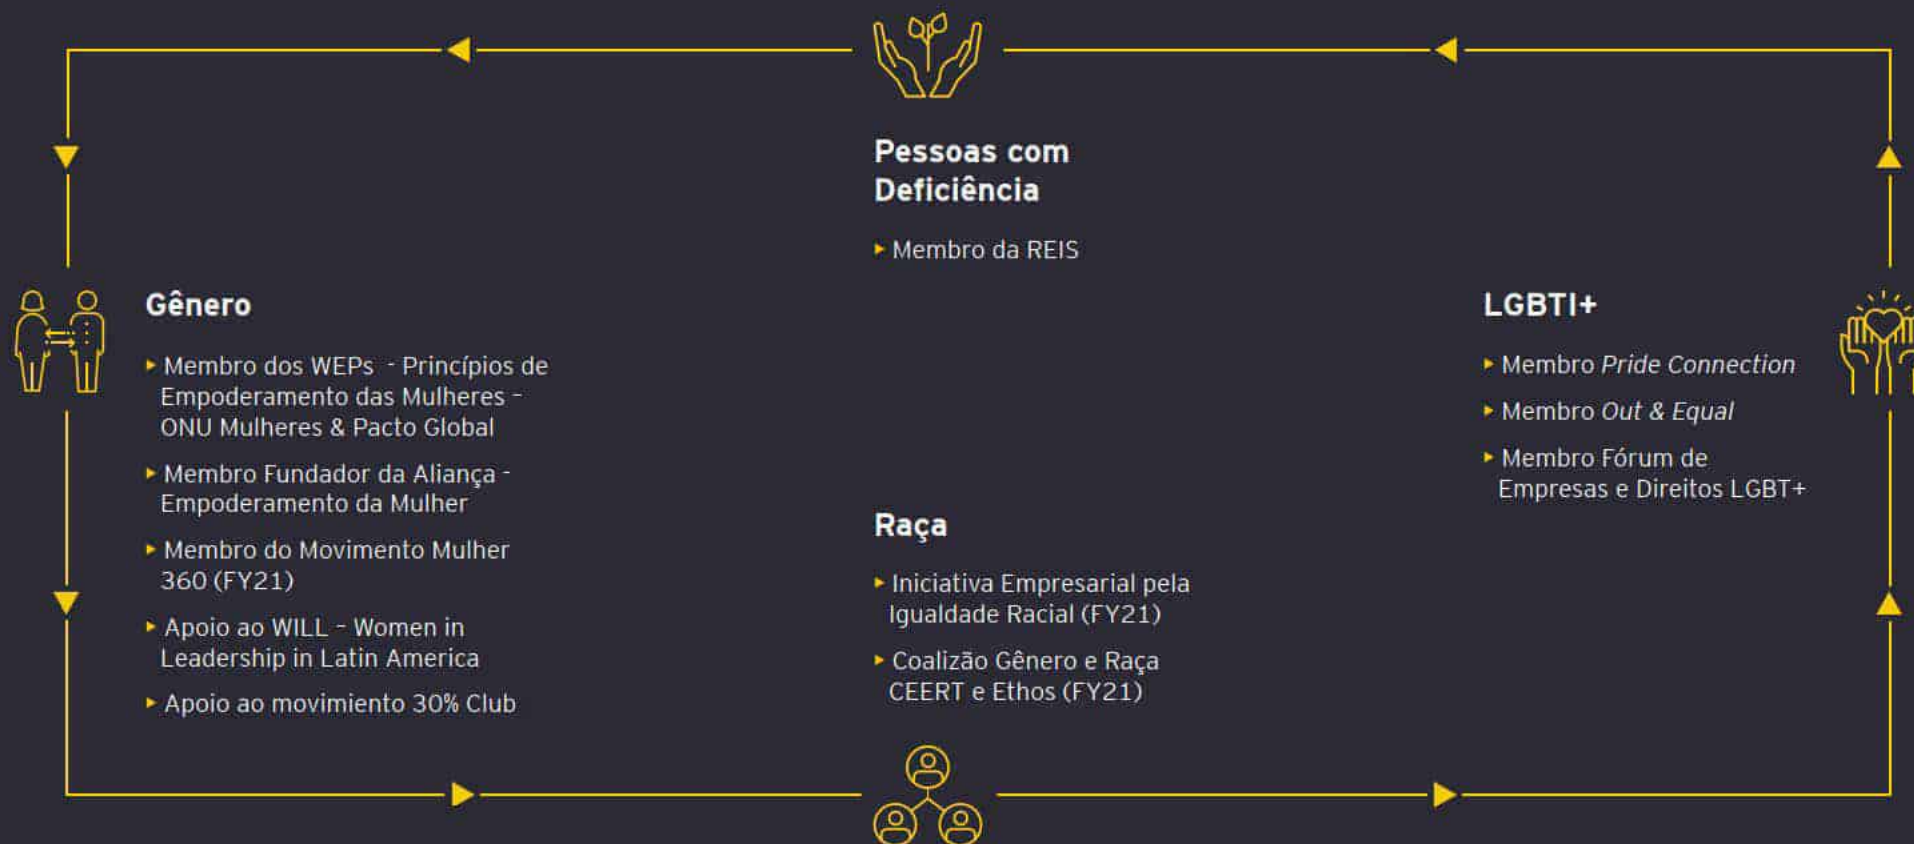 Pessoas com
Deficiência
Membro da REIS
Gênero
Membro dos WEPs - Princípios de
Empoderamento das Mulheres –
ONU Mulheres & Pacto Global
Membro Fundador da Aliança -
Empoderamento da Mulher
Membro do Movimento Mulher
360 (FY21)
Apoio ao WILL – Women in
Leadership in Latin America
Apoio ao movimiento 30% Club
Raça
Iniciativa Empresarial pela
Igualdade Racial (FY21)
Coalizão Gênero e Raça
CEERT e Ethos (FY21)
LGBTI+
Membro Pride Connection
Membro Out & Equal
Membro Fórum de
Empresas e Direitos LGBT+